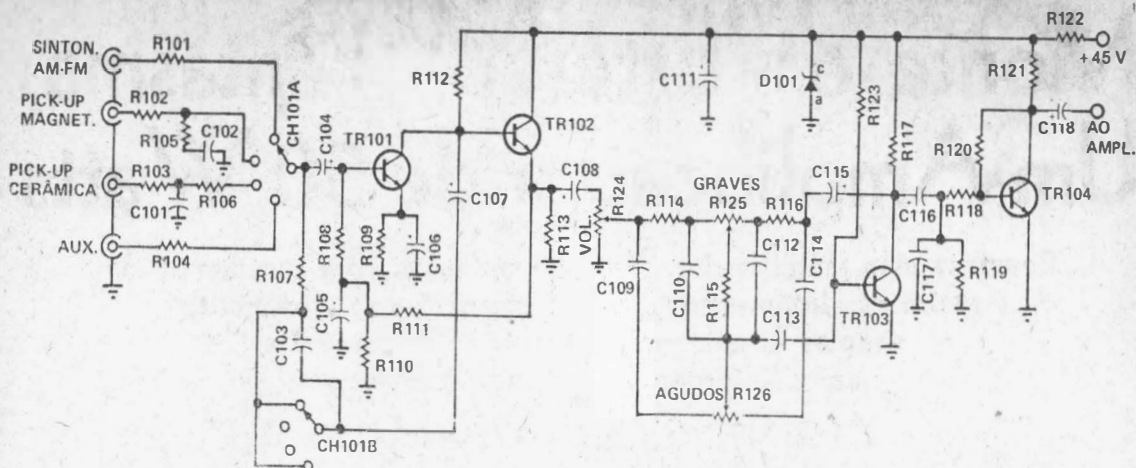 SINTON.
AM-FM
R101
PICK-UP
MAGNET.
R102
R105
C102
PICK-UP
CERÂMICA
R103
C101
R106
AUX.
R104
CH101A
C104
TR101
R107
R108
R109
C106
C103
C105
R110
R111
CH101B
R112
TR102
C107
C108
R113
R124
VOL.
C111
D101
c
a
R123
R117
R122
+45 V
R121
R120
C118
AO
AMPL.
C115
C116
R118
TR104
GRAVES
R114
R125
R116
C109
C110
R115
C112
C114
C113
TR103
C117
R119
AGUDOS
R126